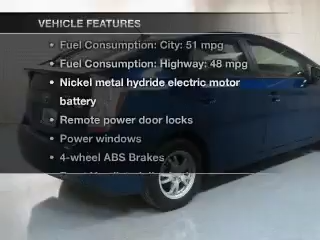 VEHICLE FEATURES
• Fuel Consumption: City: 51 mpg
• Fuel Consumption: Highway: 48 mpg
• Nickel metal hydride electric motor
battery
• Remote power door locks
• Power windows
• 4-wheel ABS Brakes